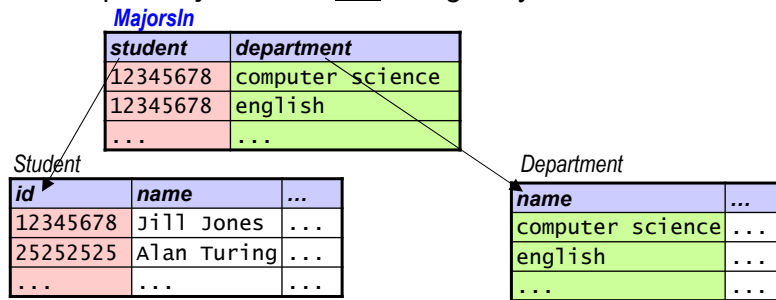 MajorsIn
student department
12345678 computer science
12345678 english
... ...
Student
id name ...
12345678 Jill Jones ...
25252525 Alan Turing ...
... ... ...
Department
name ...
computer science ...
english ...
... ...